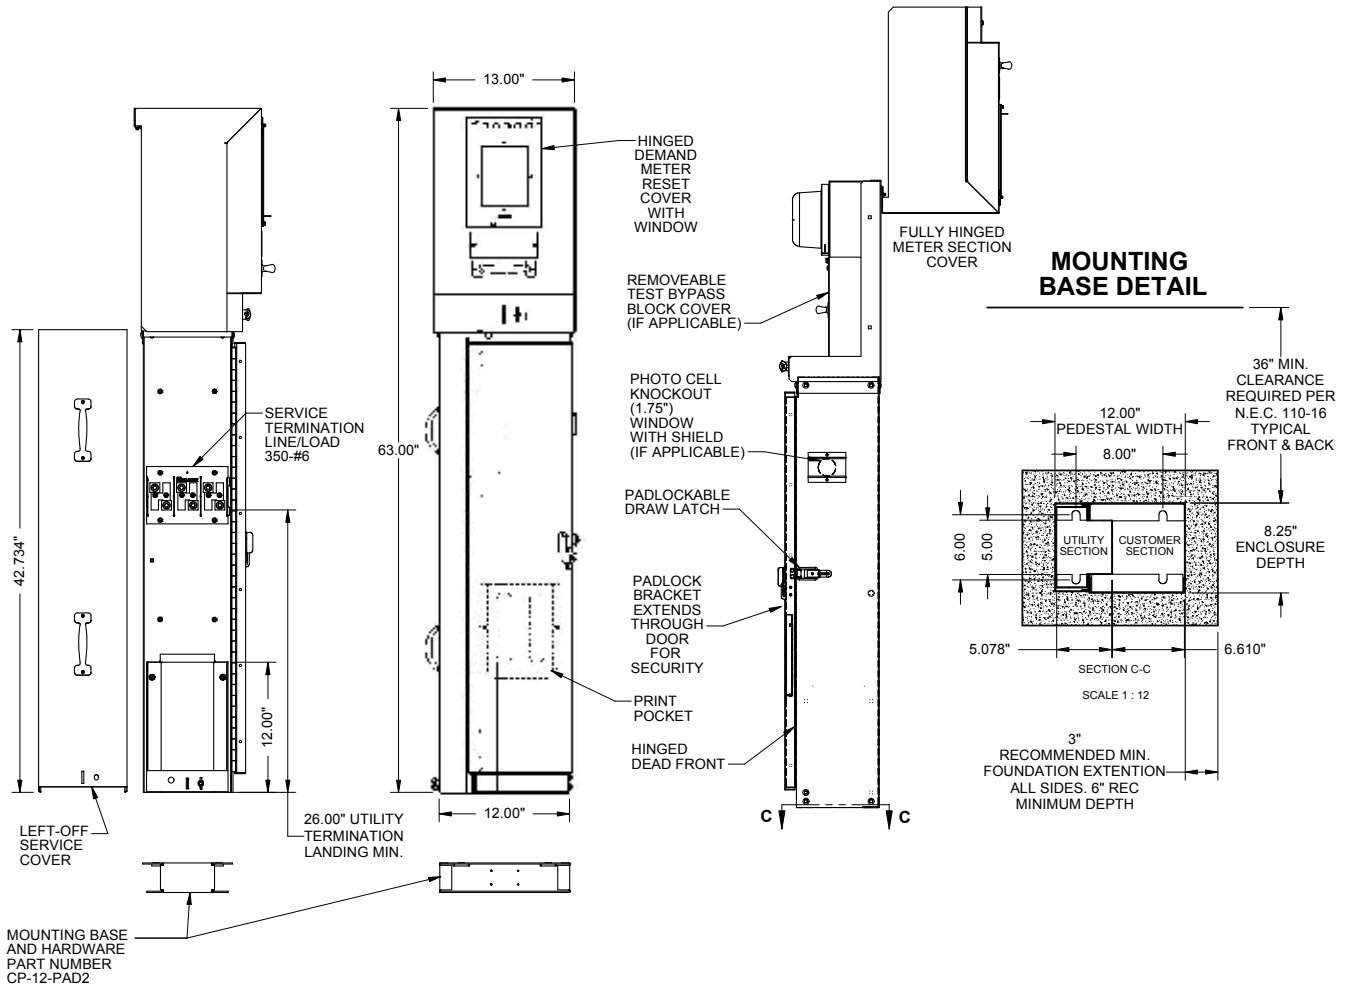 13.00"
HINGED
DEMAND
METER
RESET
COVER
WITH
WINDOW
FULLY HINGED
METER SECTION
COVER
MOUNTING
BASE DETAIL
REMOVEABLE
TEST BYPASS
BLOCK COVER
(IF APPLICABLE)
36" MIN.
CLEARANCE
REQUIRED PER
N.E.C. 110-16
TYPICAL
FRONT & BACK
PHOTO CELL
KNOCKOUT
(1.75")
WINDOW
WITH SHIELD
(IF APPLICABLE)
SERVICE
TERMINATION
LINE/LOAD
350-#6
63.00"
12.00"
PEDESTAL WIDTH
8.00"
PADLOCKABLE
DRAW LATCH
42.734"
6.00
5.00
UTILITY
SECTION
CUSTOMER
SECTION
8.25"
ENCLOSURE
DEPTH
PADLOCK
BRACKET
EXTENDS
THROUGH
DOOR
FOR
SECURITY
5.078"
6.610"
SECTION C-C
SCALE 1 : 12
PRINT
POCKET
12.00"
HINGED
DEAD FRONT
3"
RECOMMENDED MIN.
FOUNDATION EXTENTION
ALL SIDES. 6" REC
MINIMUM DEPTH
12.00"
C
C
LEFT-OFF
SERVICE
COVER
26.00" UTILITY
TERMINATION
LANDING MIN.
MOUNTING BASE
AND HARDWARE
PART NUMBER
CP-12-PAD2